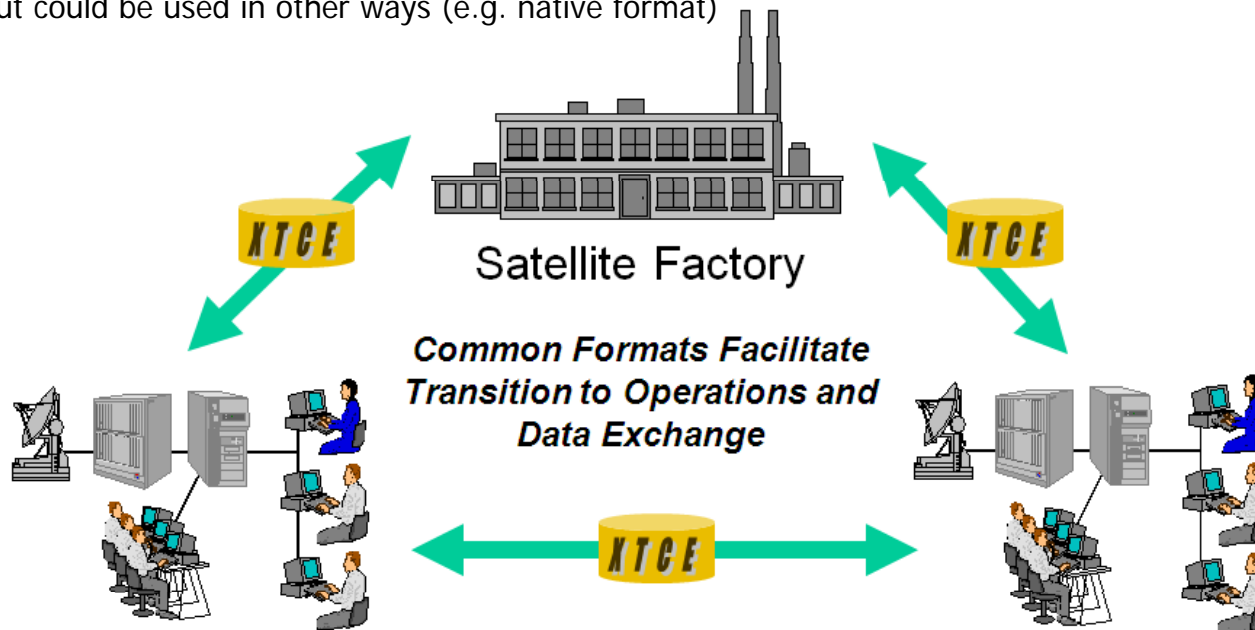 ut could be used in other ways (e.g. native format)
XTCE
XTCE
Satellite Factory
Common Formats Facilitate
Transition to Operations and
Data Exchange
XTCE